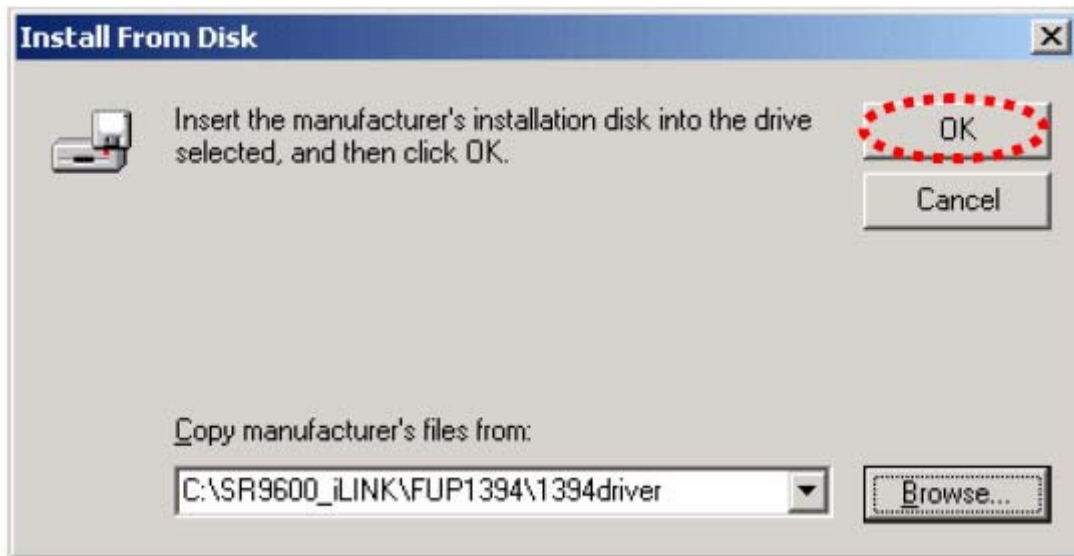 Install From Disk
Insert the manufacturer's installation disk into the drive
selected, and then click OK.
OK
Cancel
Copy manufacturer's files from:
C:\SR9600_iLINK\FUP1394\1394driver
Browse...